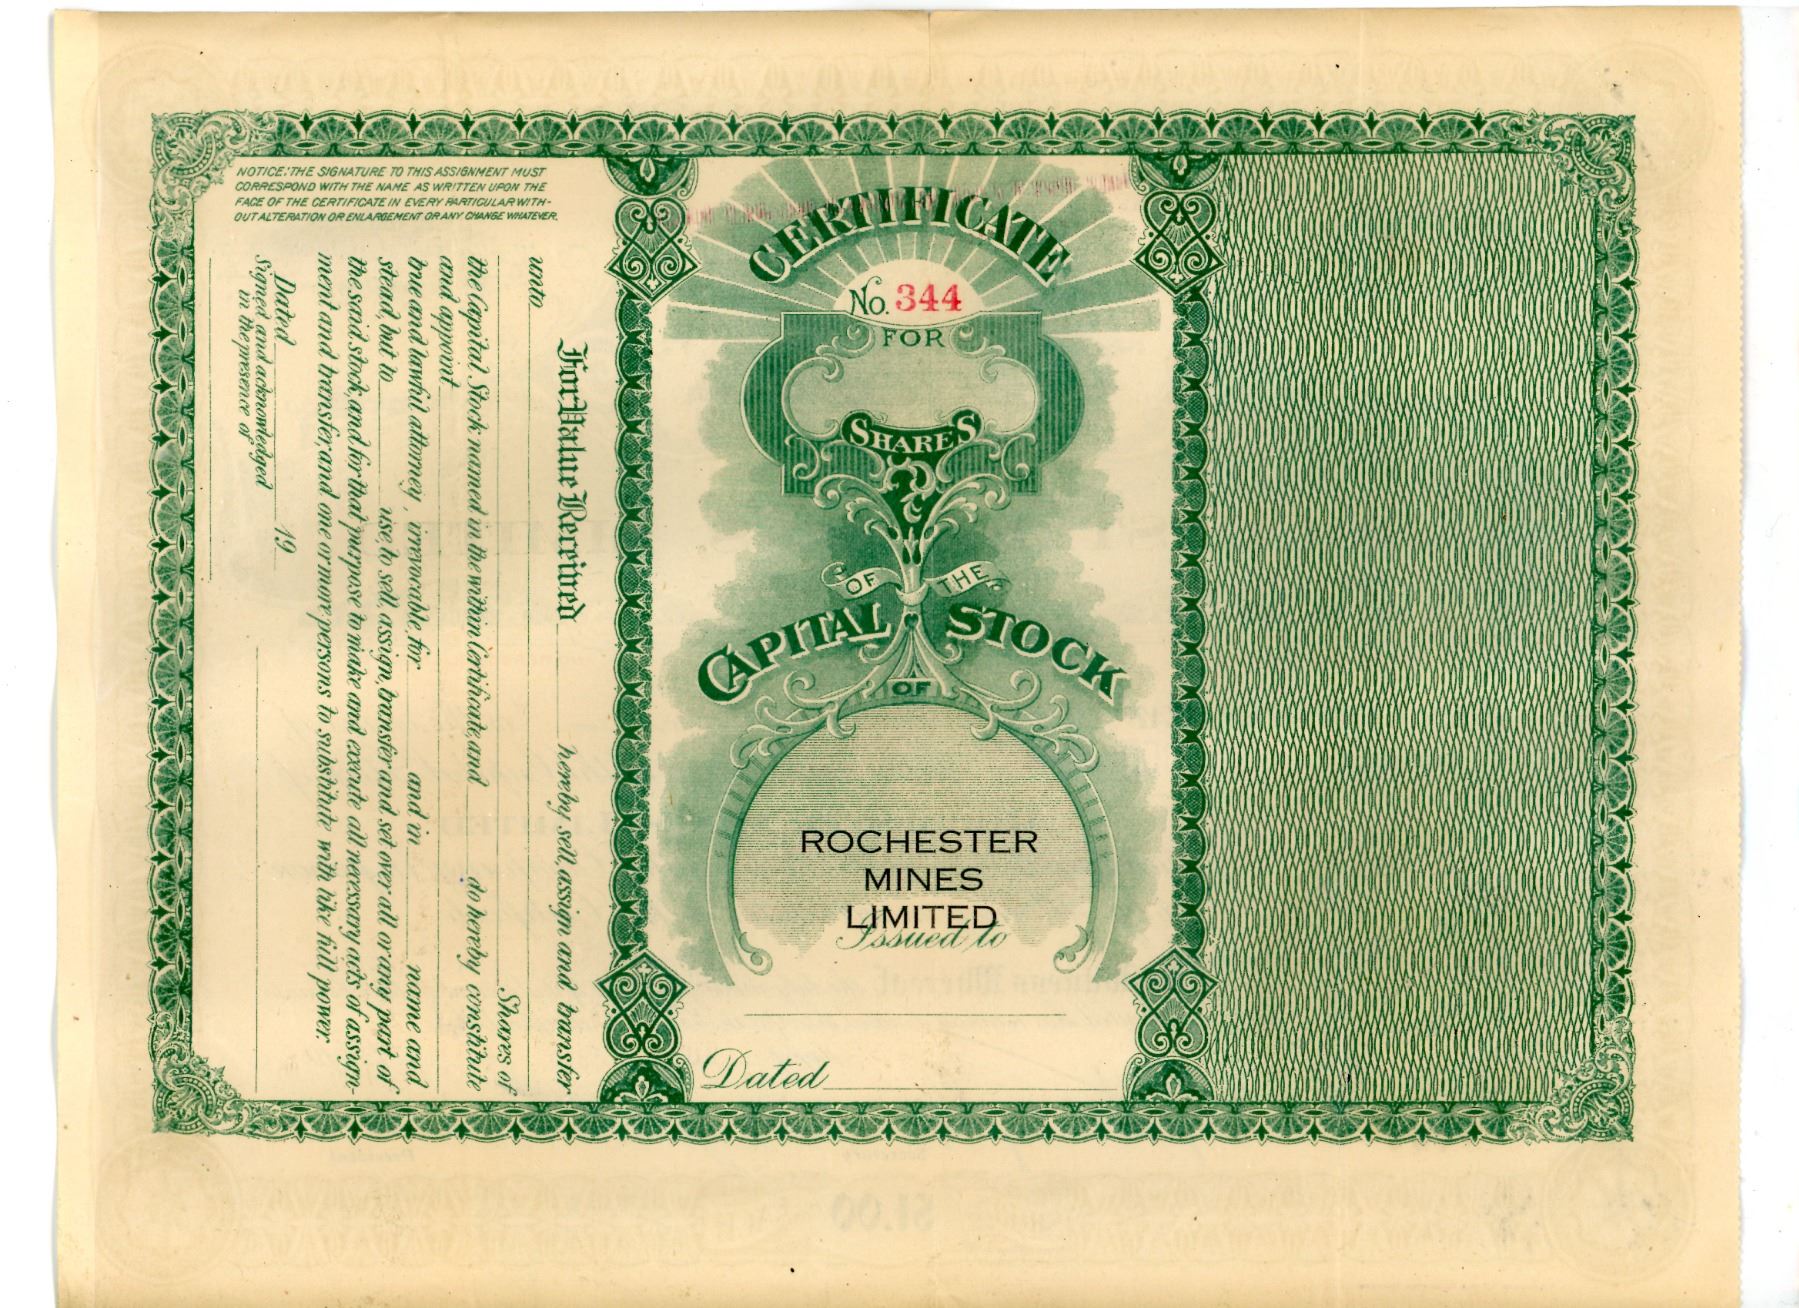 NOTICE: THE SIGNATURE TO THIS ASSIGNMENT MUST
CORRESPOND WITH THE NAME AS WRITTEN UPON THE
FACE OF THE CERTIFICATE IN EVERY PARTICULAR WITH-
OUT ALTERATION OR ENLARGEMENT OR ANY CHANGE WHATEVER.
For Value Received hereby sell, assign and transfer
unto
Shares of
the Capital Stock named in the within Certificate and do hereby constitute
and appoint
true and lawful attorney, irrevocable for and in name and
stead, but to use, to sell, assign, transfer and set over all or any part of
the said stock, and for that purpose to make and execute all necessary acts of assign-
ment and transfer, and one or more persons to substitute with like full power.
Dated 19
Signed and acknowledged
in the presence of
CERTIFICATE
No. 344
FOR
SHARES
OF THE
CAPITAL STOCK
OF
ROCHESTER
MINES
LIMITED
Issued to
Dated
$1.00